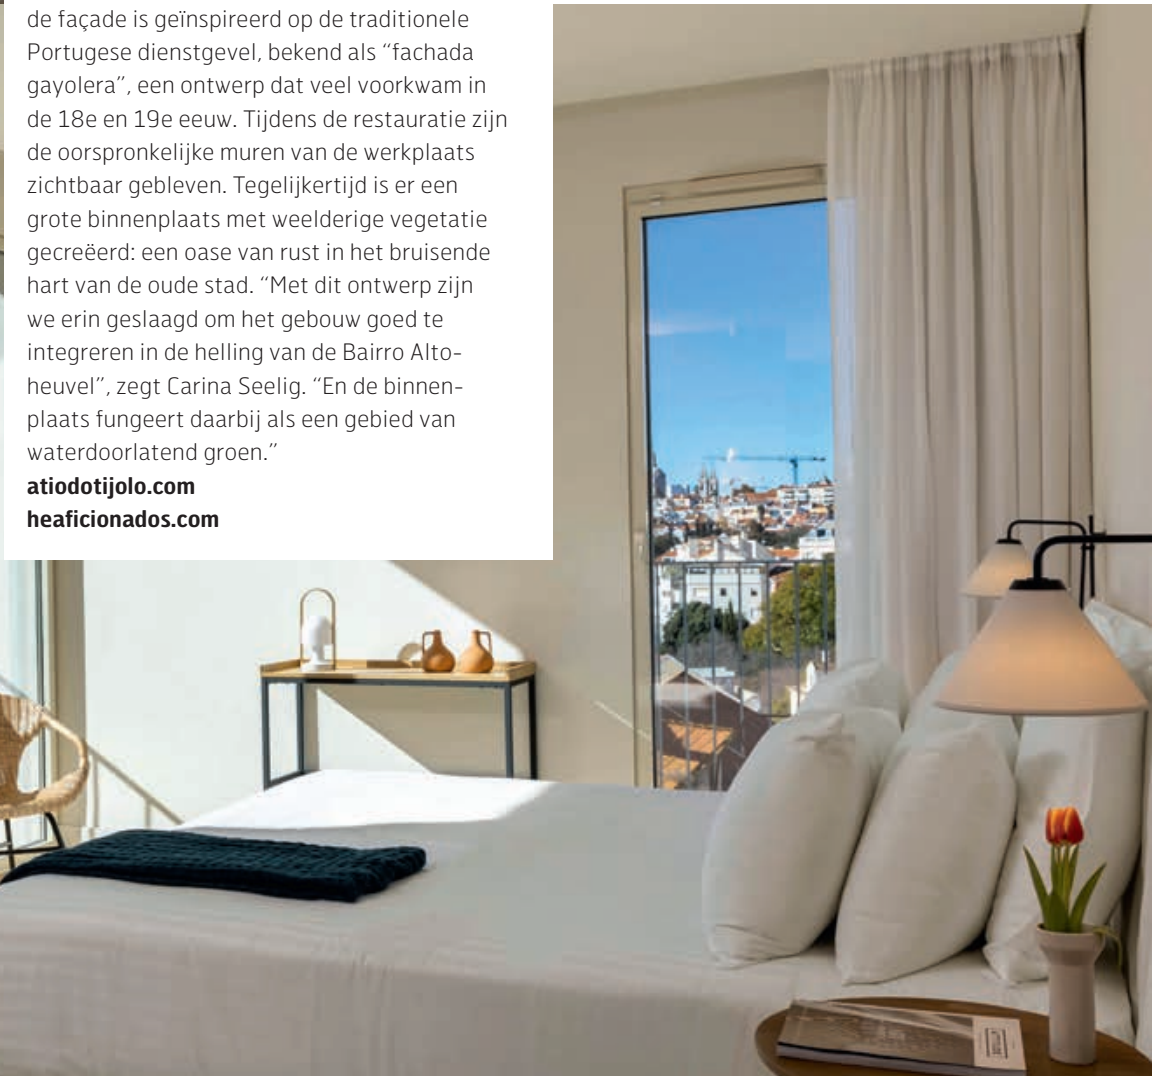 de façade is geïnspireerd op de traditionele
Portugese dienstgevel, bekend als “fachada
gayolera”, een ontwerp dat veel voorkwam in
de 18e en 19e eeuw. Tijdens de restauratie zijn
de oorspronkelijke muren van de werkplaats
zichtbaar gebleven. Tegelijkertijd is er een
grote binnenplaats met weelderige vegetatie
gecreëerd: een oase van rust in het bruisende
hart van de oude stad. “Met dit ontwerp zijn
we erin geslaagd om het gebouw goed te
integreren in de helling van de Bairro Alto-
heuvel”, zegt Carina Seelig. “En de binnen-
plaats fungeert daarbij als een gebied van
waterdoorlatend groen.”
atiodotijolo.com
heaficionados.com